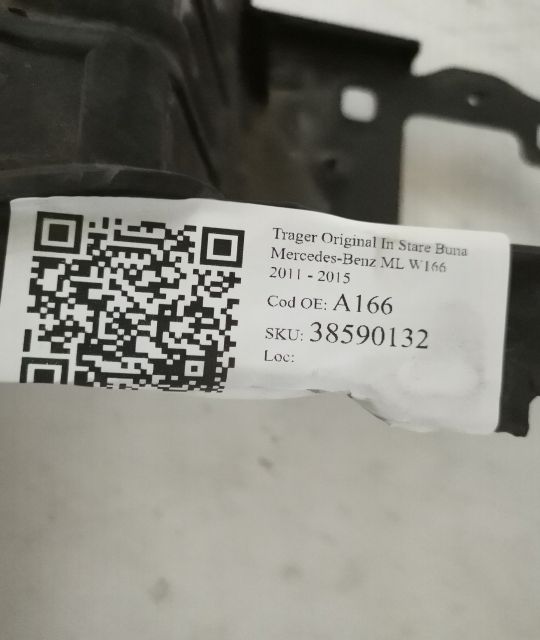 Trager Original In Stare Buna
Mercedes-Benz ML W166
2011 - 2015
Cod OE: A166
SKU: 38590132
Loc: